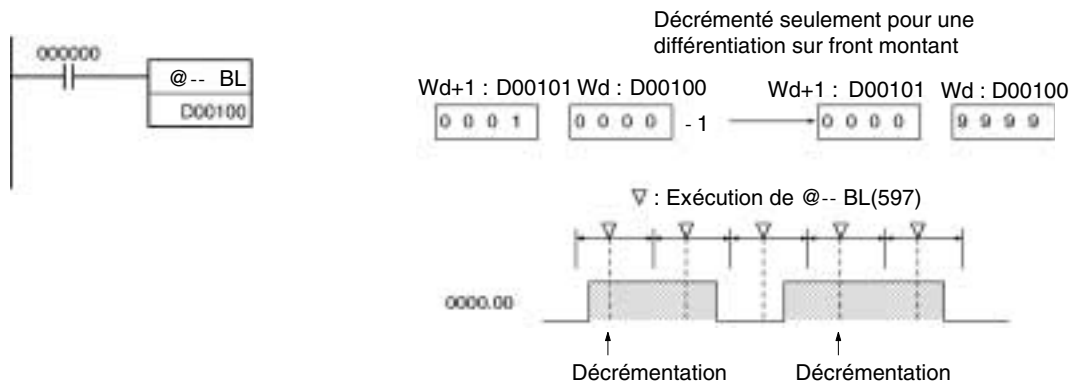 Décrémenté seulement pour une
différentiation sur front montant
000000
@-- BL
D00100
Wd+1 : D00101 Wd : D00100 Wd+1 : D00101 Wd : D00100
0 0 0 1 0 0 0 0 - 1 0 0 0 0 9 9 9 9
: Exécution de @-- BL(597)
0000.00
Décrémentation Décrémentation